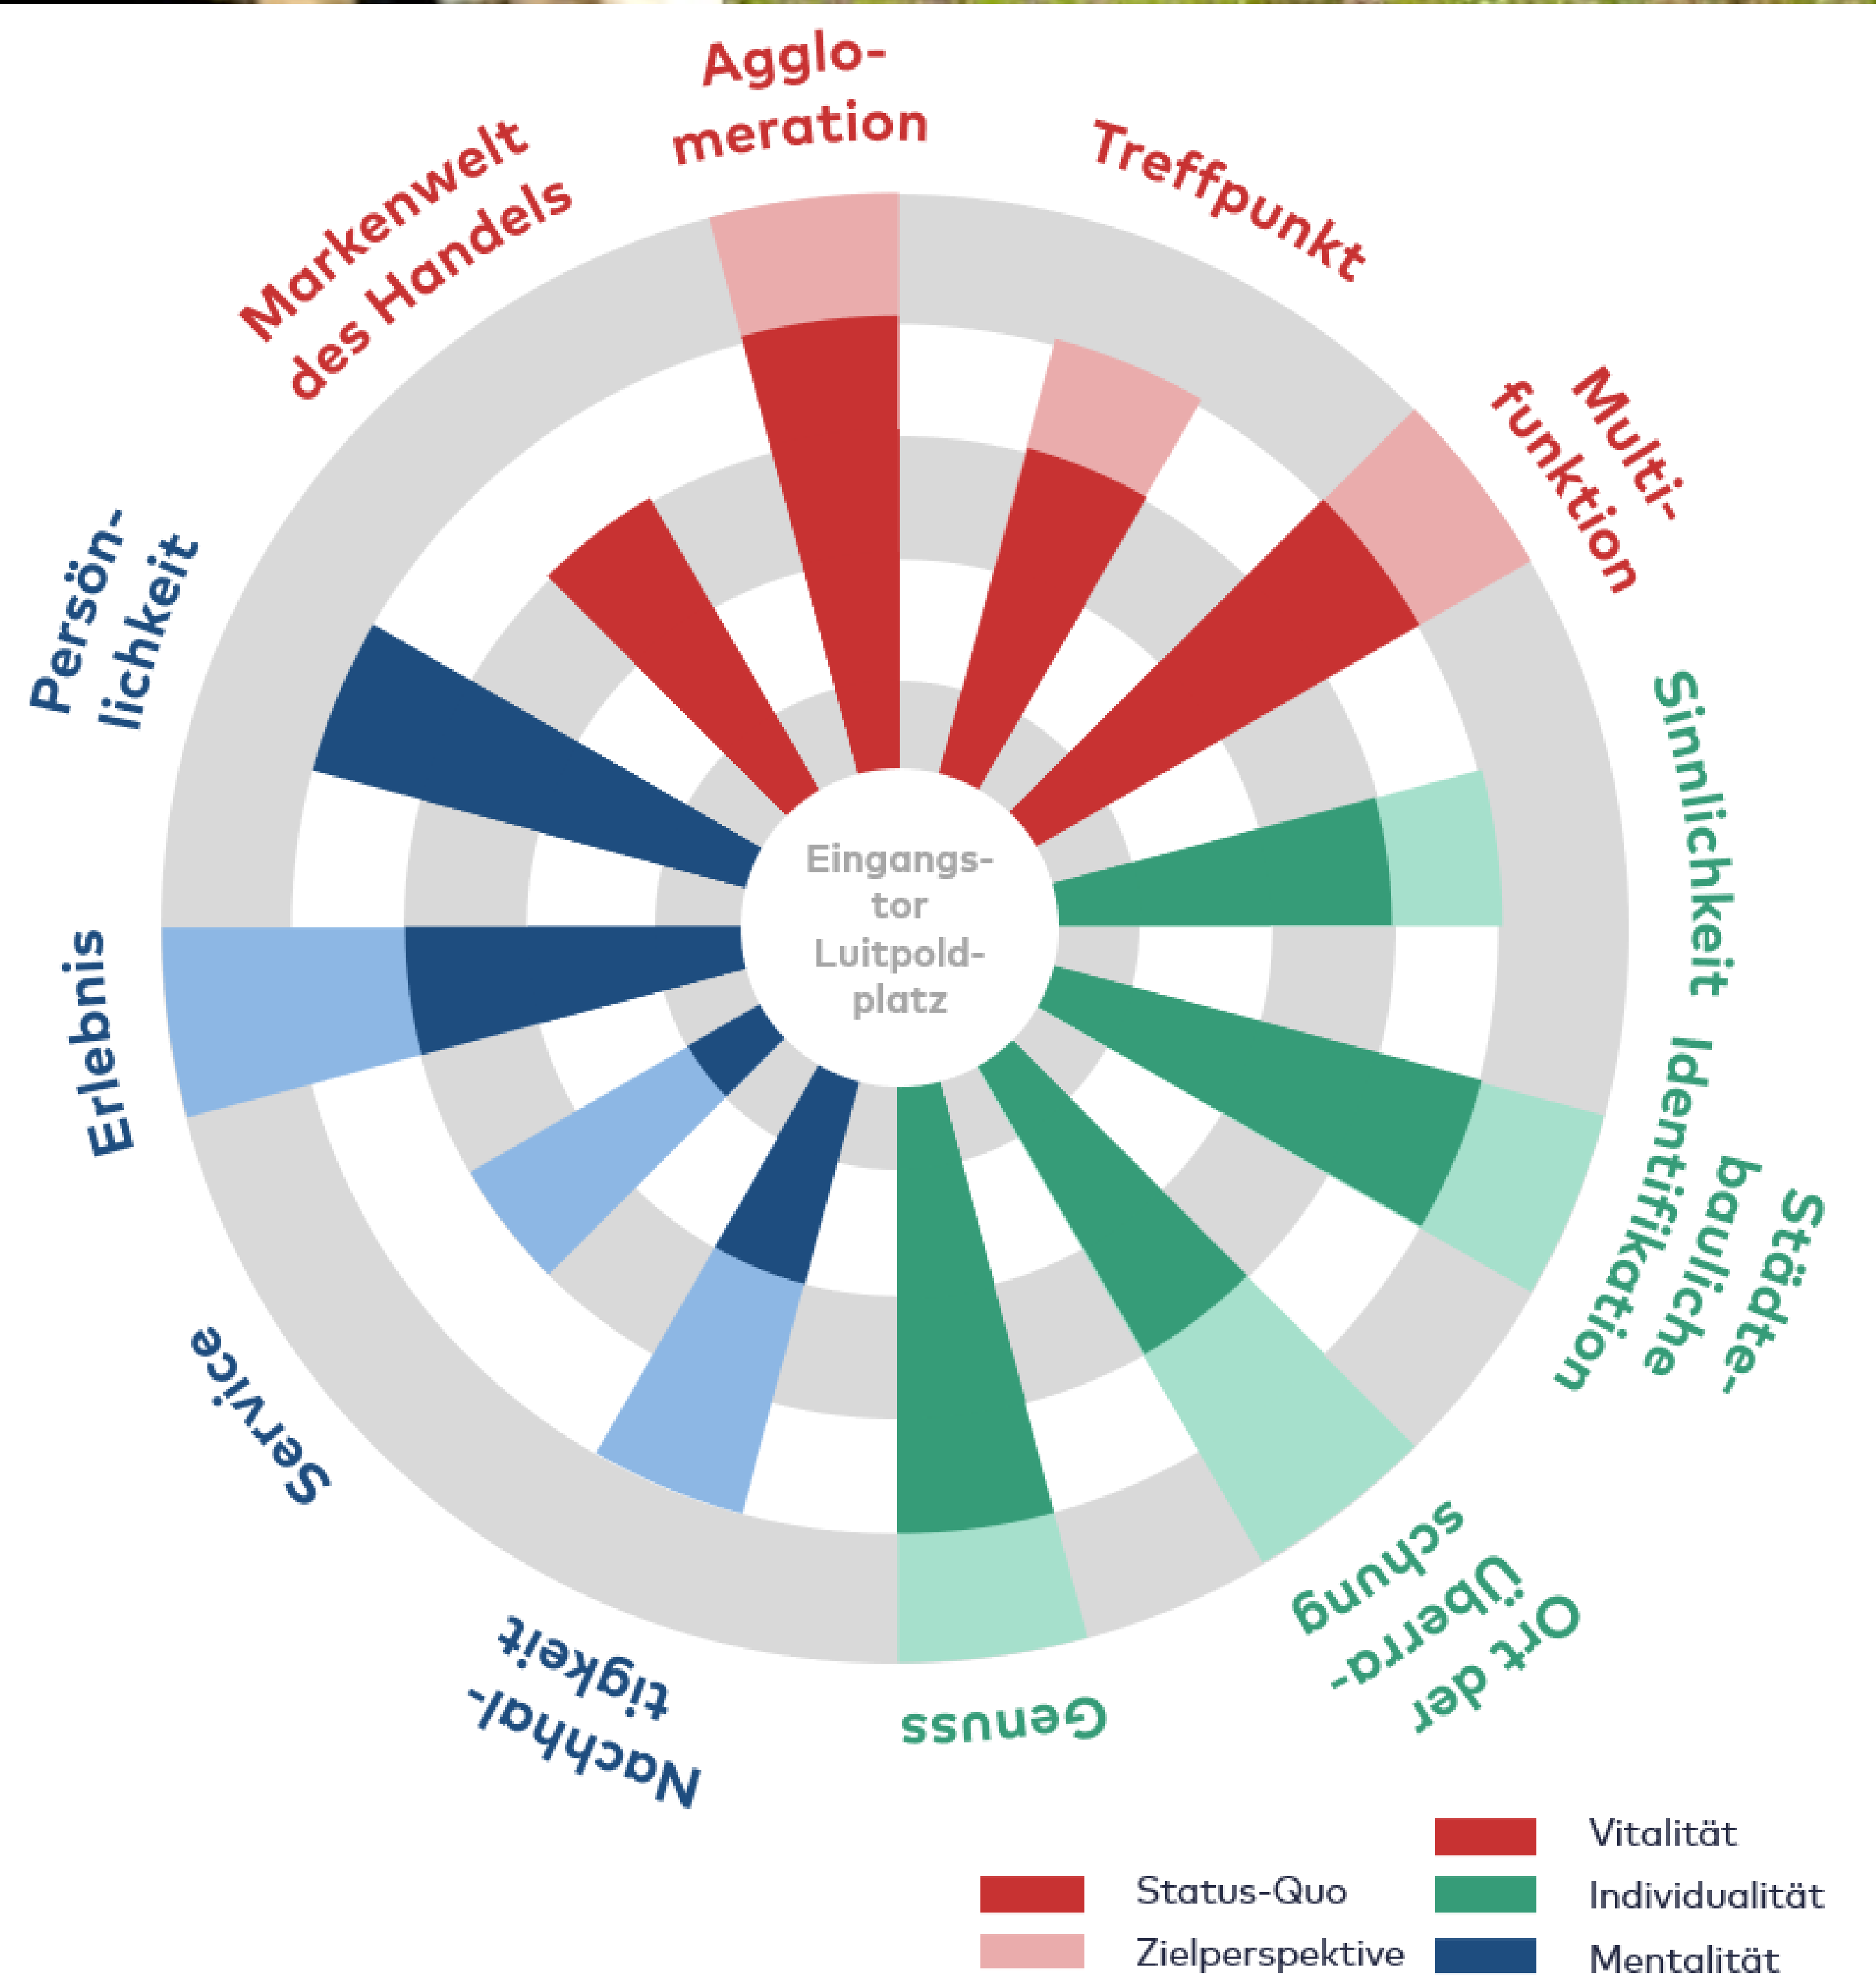 Agglo-
meration
Treffpunkt
Multi-
funktion
Sinnlichkeit
Städte-
bauliche
Identifikation
Ort der
Überra-
schung
Genuss
Nachhal-
tigkeit
Service
Erlebnis
Persön-
lichkeit
Markenwelt
des Handels
Eingangs-
tor
Luitpold-
platz
Status-Quo
Zielperspektive
Vitalität
Individualität
Mentalität